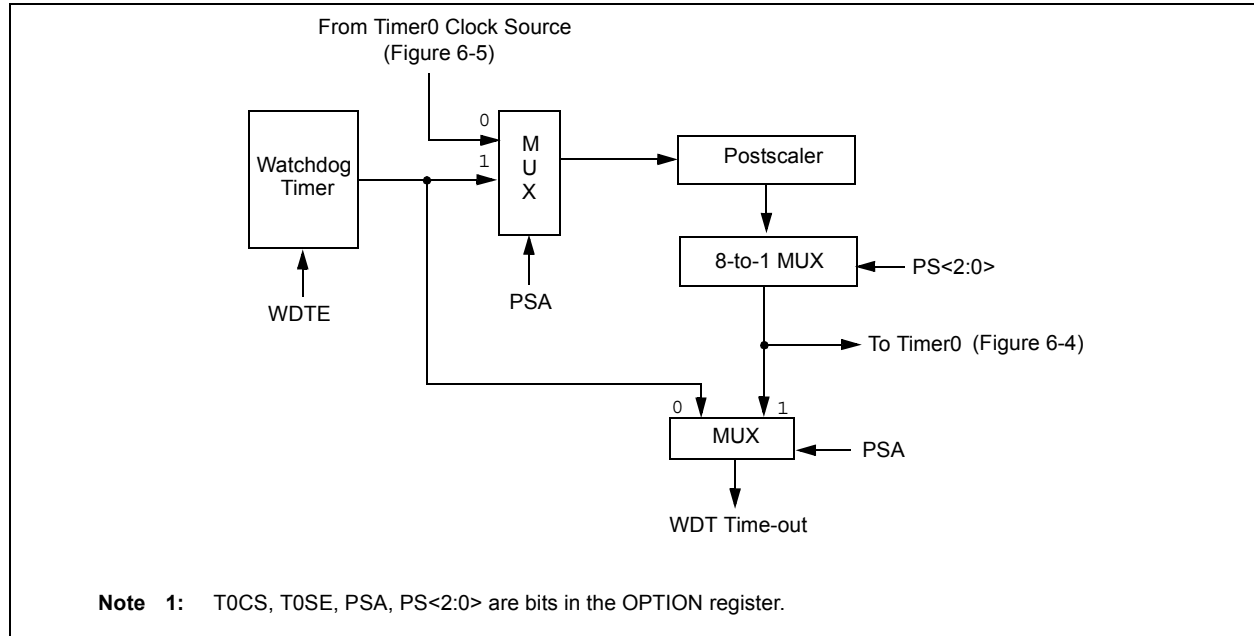 From Timer0 Clock Source
(Figure 6-5)
0
1
M
U
X
Watchdog
Timer
Postscaler
8-to-1 MUX
PS<2:0>
WDTE
PSA
To Timer0 (Figure 6-4)
0
1
MUX
PSA
WDT Time-out
Note 1: T0CS, T0SE, PSA, PS<2:0> are bits in the OPTION register.